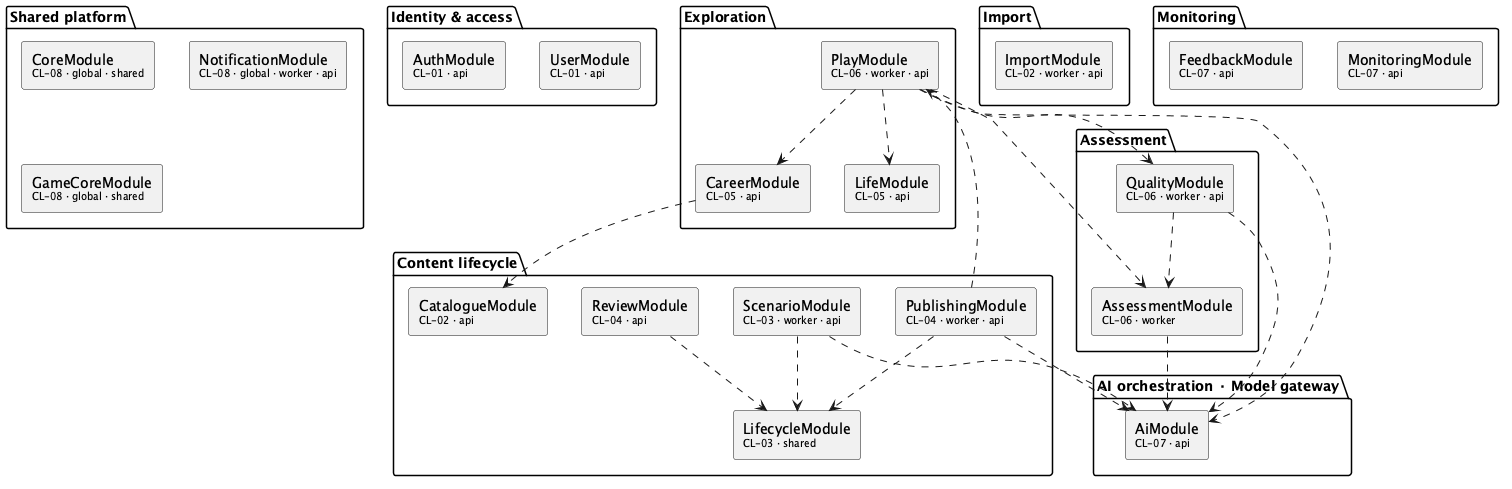 Shared platform
CoreModule
CL-08 · global · shared
NotificationModule
CL-08 · global · worker · api
GameCoreModule
CL-08 · global · shared
Identity & access
AuthModule
CL-01 · api
UserModule
CL-01 · api
Exploration
PlayModule
CL-06 · worker · api
CareerModule
CL-05 · api
LifeModule
CL-05 · api
Import
ImportModule
CL-02 · worker · api
Monitoring
FeedbackModule
CL-07 · api
MonitoringModule
CL-07 · api
Assessment
QualityModule
CL-06 · worker · api
AssessmentModule
CL-06 · worker
Content lifecycle
CatalogueModule
CL-02 · api
ReviewModule
CL-04 · api
ScenarioModule
CL-03 · worker · api
PublishingModule
CL-04 · worker · api
LifecycleModule
CL-03 · shared
AI orchestration · Model gateway
AiModule
CL-07 · api